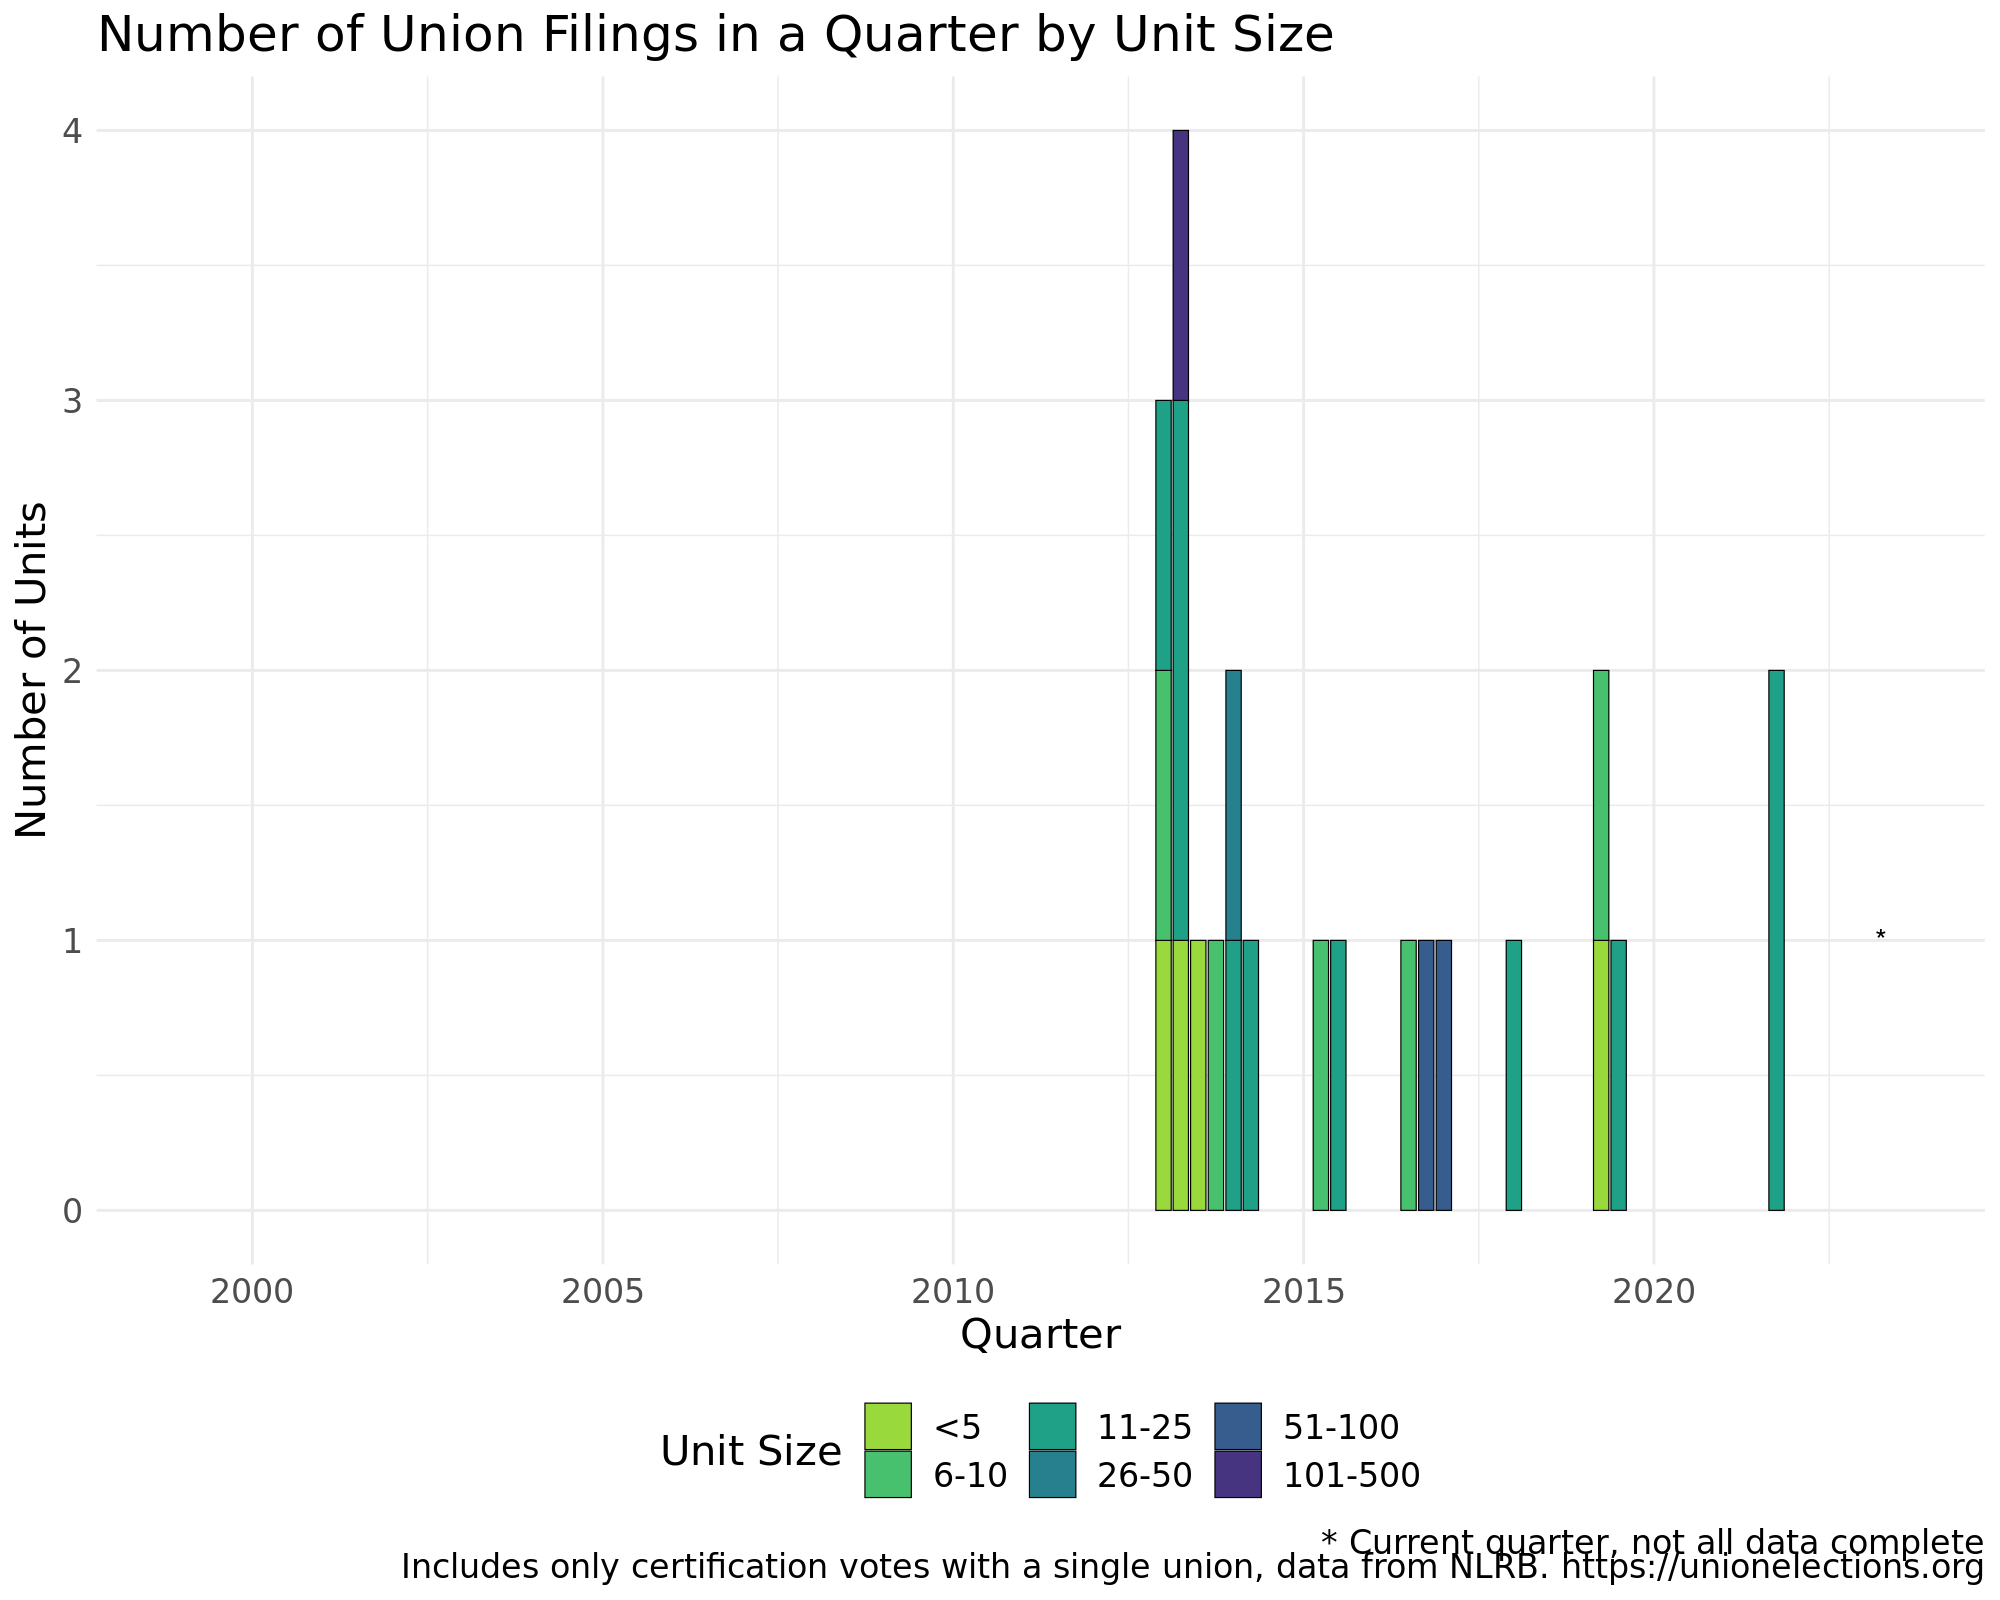 Number of Union Filings in a Quarter by Unit Size
Number of Units
4
3
2
1
0
*
2000 2005 2010 2015 2020
Quarter
Unit Size
<5 11-25 51-100
6-10 26-50 101-500
* Current quarter, not all data complete
Includes only certification votes with a single union, data from NLRB. https://unionelections.org